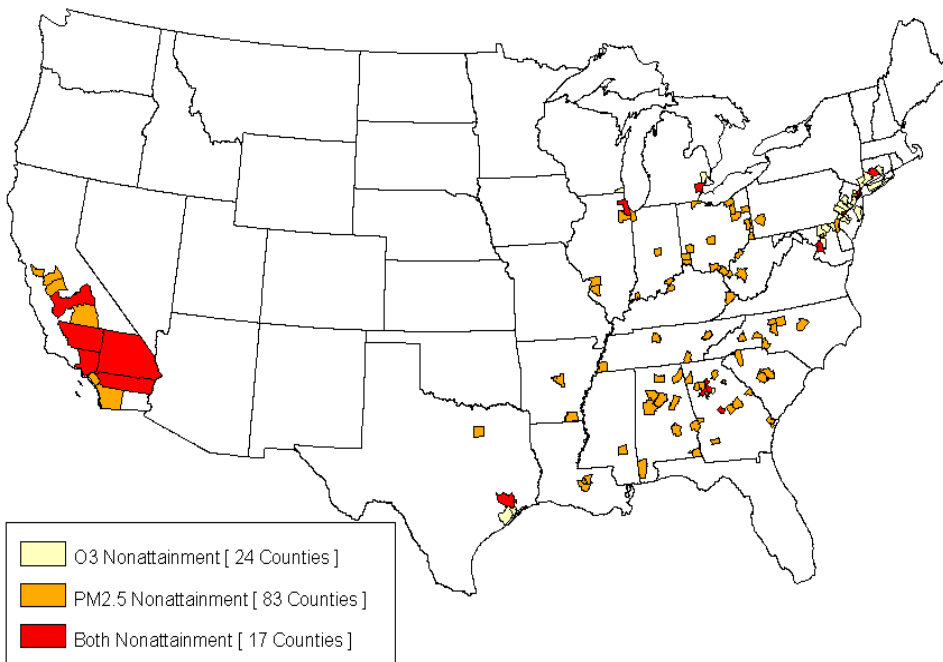 O3 Nonattainment [ 24 Counties ]
PM2.5 Nonattainment [ 83 Counties ]
Both Nonattainment [ 17 Counties ]